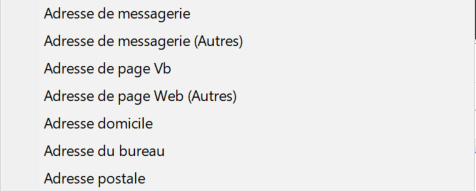 Adresse de messagerie
Adresse de messagerie (Autres)
Adresse de page Vb
Adresse de page Web (Autres)
Adresse domicile
Adresse du bureau
Adresse postale